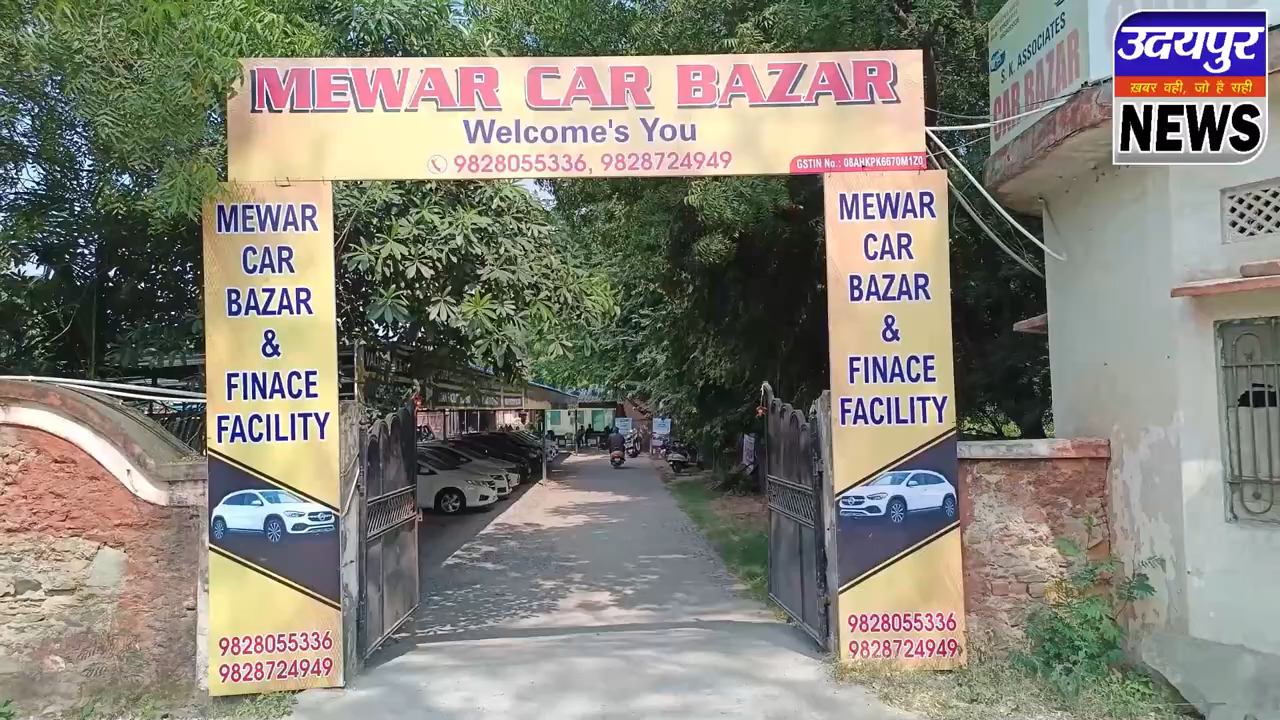 MEWAR CAR BAZAR
Welcome's You
9828055336, 9828724949
GSTIN No.: 08AHKPK6670M1Z0
MEWAR
CAR
BAZAR
&
FINACE
FACILITY
9828055336
9828724949
MEWAR
CAR
BAZAR
&
FINACE
FACILITY
9828055336
9828724949
S. K. ASSOCIATES
CAR BAZAR
उदयपुर
ख़बर वही, जो है सही
NEWS